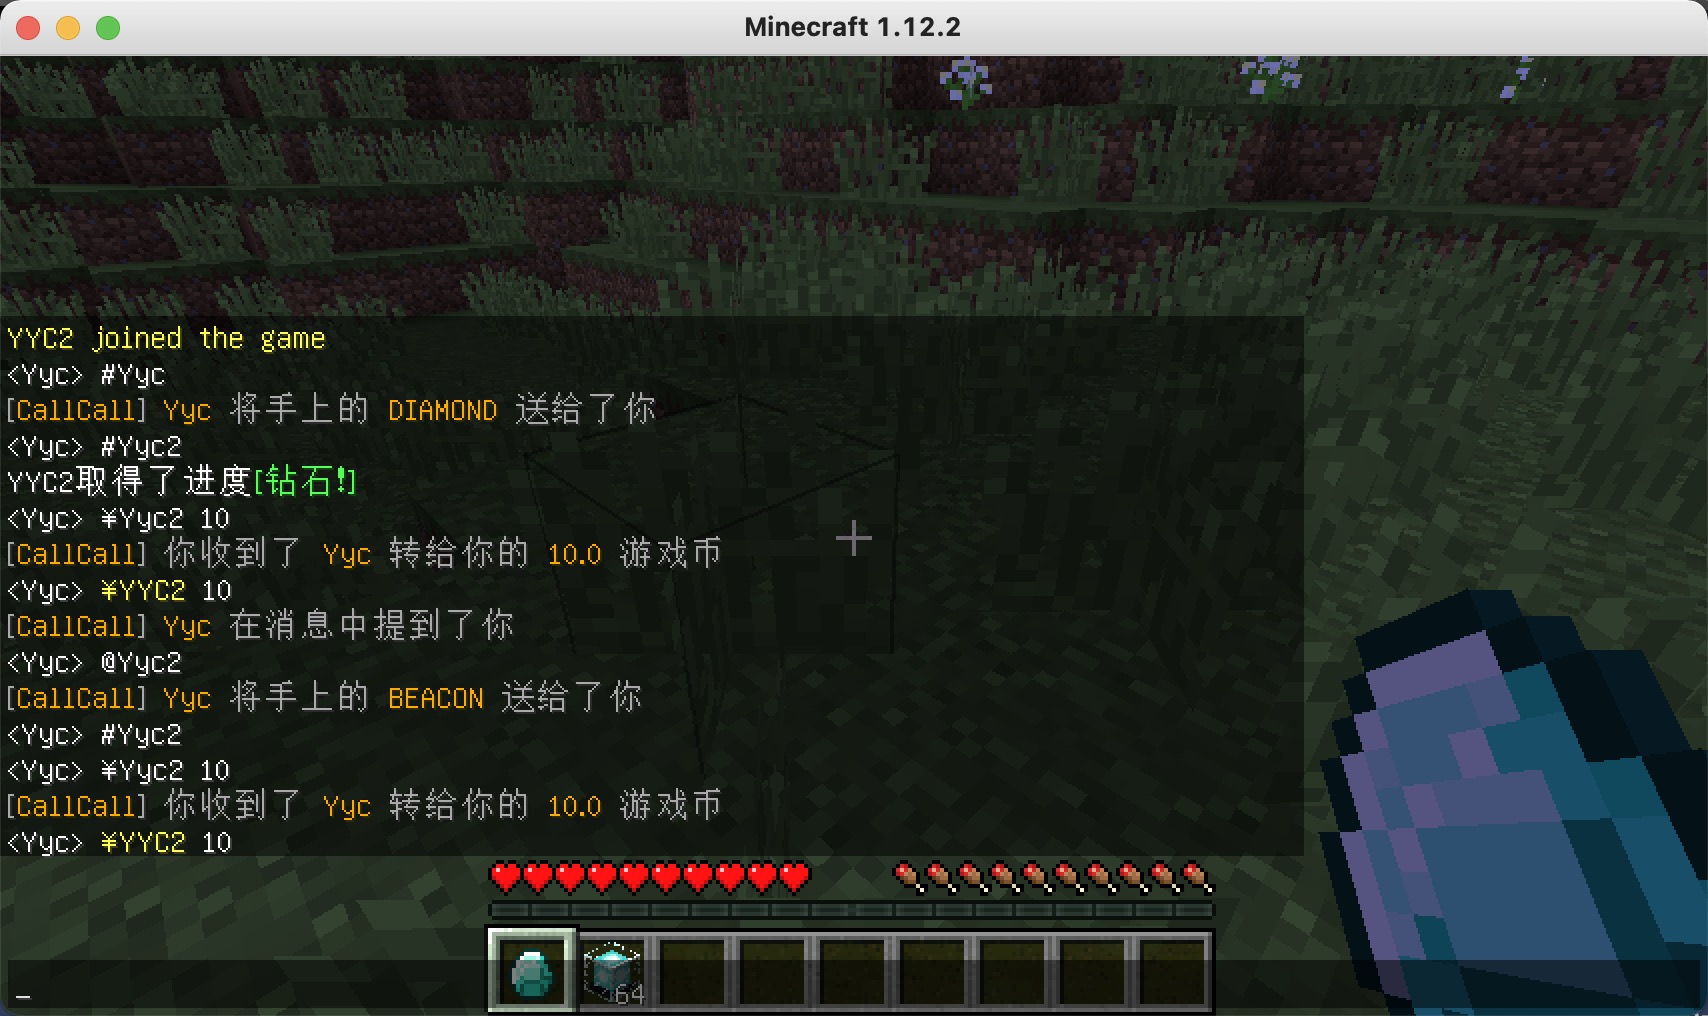 Minecraft 1.12.2
YYC2 joined the game
<Yyc> #Yyc
[CallCall] Yyc 将手上的 DIAMOND 送给了你
<Yyc> #Yyc2
YYC2取得了进度[钻石!]
<Yyc> ¥Yyc2 10
[CallCall] 你收到了 Yyc 转给你的 10.0 游戏币
<Yyc> ¥YYC2 10
[CallCall] Yyc 在消息中提到了你
<Yyc> @Yyc2
[CallCall] Yyc 将手上的 BEACON 送给了你
<Yyc> #Yyc2
<Yyc> ¥Yyc2 10
[CallCall] 你收到了 Yyc 转给你的 10.0 游戏币
<Yyc> ¥YYC2 10
64
_